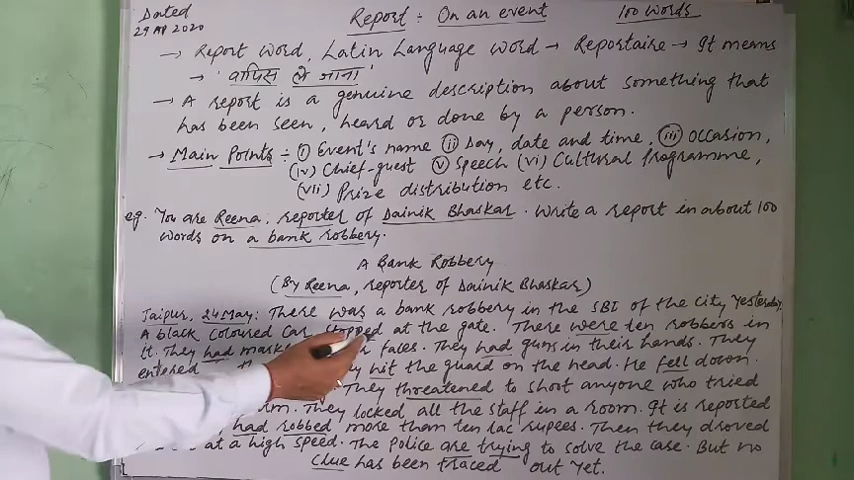 Dated
29 AP 2020
Report ÷ On an event 100 words
→ Report word, Latin Language word → Reportaire → It means
→ 'वापिस ले जाना'
→ A report is a genuine description about something that
has been seen, heard or done by a person.
→ Main Points ÷ (i) Event's name (ii) Day, date and time, (iii) Occasion,
(iv) Chief-guest (v) Speech (vi) Cultural Programme,
(vii) Prize distribution etc.
eg. You are Reena, reporter of Dainik Bhaskar. Write a report in about 100
words on a bank robbery.
A Bank Robbery
(By Reena, reporter of Dainik Bhaskar)
Jaipur, 24 May: There was a bank robbery in the SBI of the city yesterday.
A black coloured Car stopped at the gate. There were ten robbers in
it. They had faces. They had guns in their hands. They
entered hit the guard on the head. He fell down.
They threatened to shoot anyone who tried
They locked all the staff in a room. It is reported
had robbed more than ten lac rupees. Then they droved
at a high speed. The Police are trying to solve the case. But no
clue has been traced out yet.